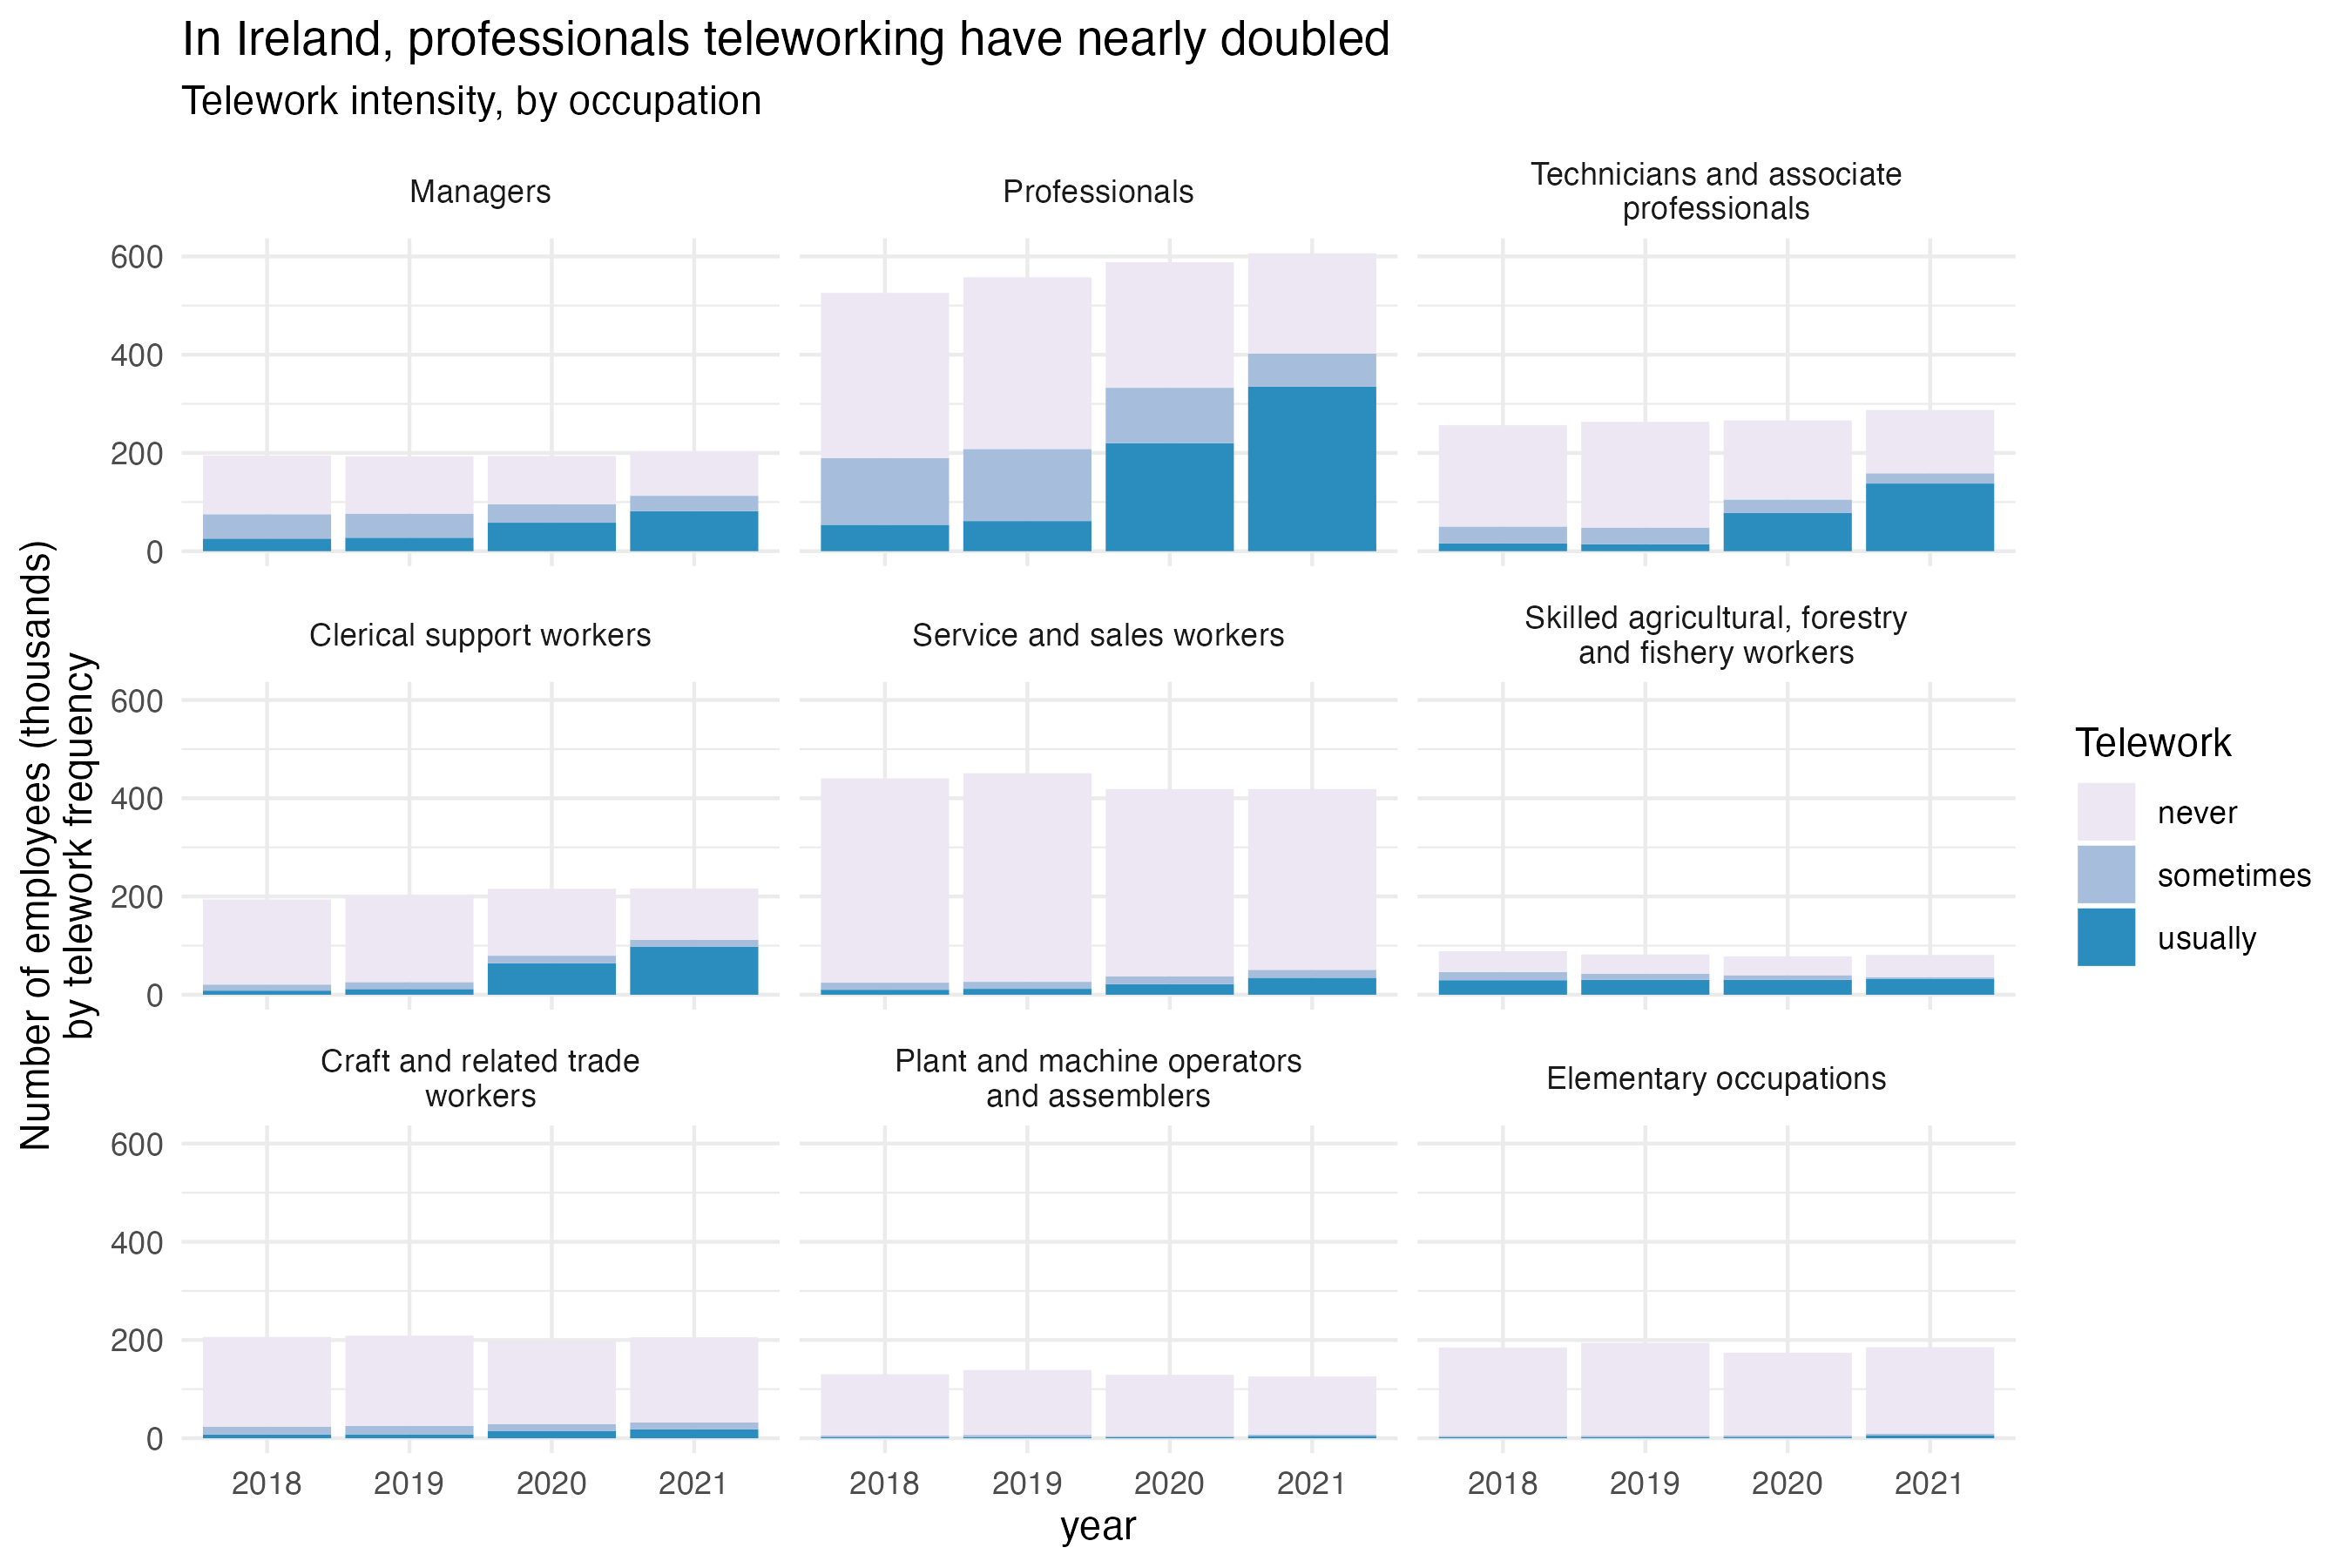 In Ireland, professionals teleworking have nearly doubled
Telework intensity, by occupation
Number of employees (thousands)
by telework frequency
Managers
Professionals
Technicians and associate
professionals
600
400
200
0
Clerical support workers
Service and sales workers
Skilled agricultural, forestry
and fishery workers
600
400
200
0
Craft and related trade
workers
Plant and machine operators
and assemblers
Elementary occupations
600
400
200
0
2018 2019 2020 2021
2018 2019 2020 2021
2018 2019 2020 2021
year
Telework
never
sometimes
usually